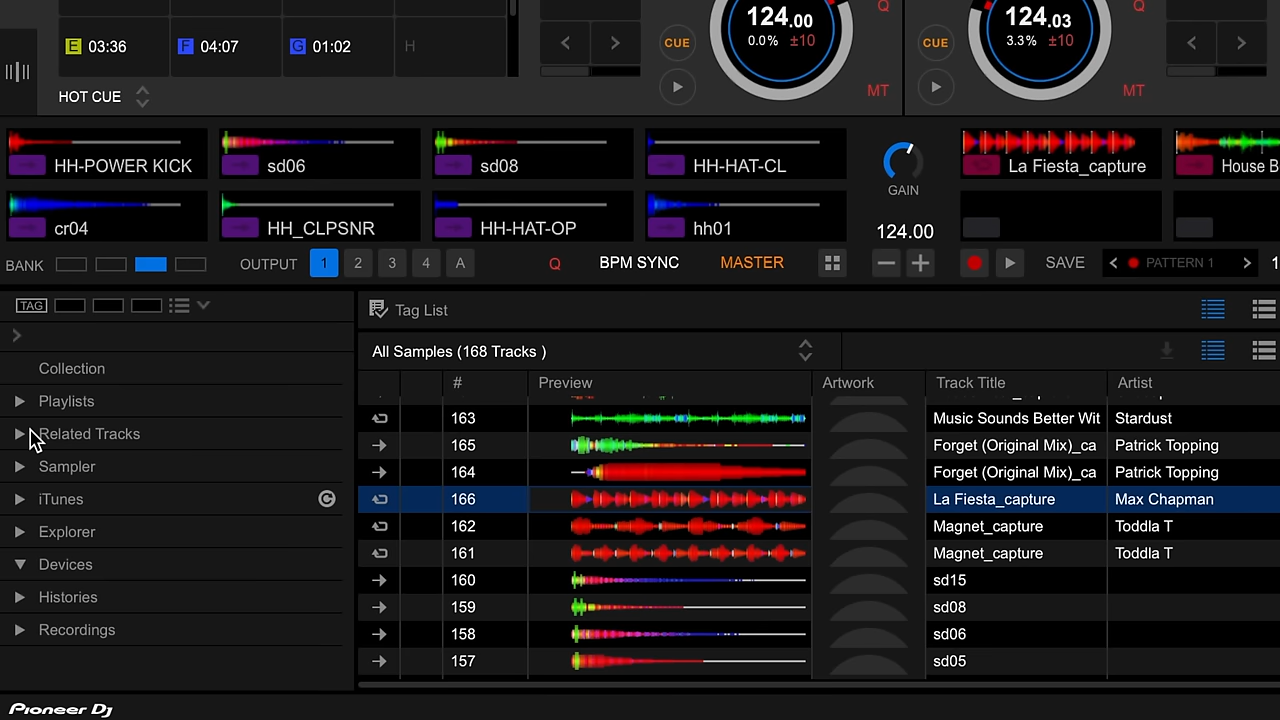 124.00
0.0% ±10
Q
CUE
MT
124.03
3.3% ±10
Q
CUE
MT
E 03:36
F 04:07
G 01:02
H
HOT CUE
HH-POWER KICK
sd06
sd08
HH-HAT-CL
cr04
HH_CLPSNR
HH-HAT-OP
hh01
GAIN
124.00
La Fiesta_capture
House B
BANK
OUTPUT 1 2 3 4 A
Q
BPM SYNC
MASTER
SAVE
PATTERN 1
1
TAG
Collection
Playlists
Related Tracks
Sampler
iTunes
Explorer
Devices
Histories
Recordings
Tag List
All Samples (168 Tracks )
# Preview Artwork Track Title Artist
163 Music Sounds Better Wit Stardust
165 Forget (Original Mix)_ca Patrick Topping
164 Forget (Original Mix)_ca Patrick Topping
166 La Fiesta_capture Max Chapman
162 Magnet_capture Toddla T
161 Magnet_capture Toddla T
160 sd15
159 sd08
158 sd06
157 sd05
Pioneer Dj